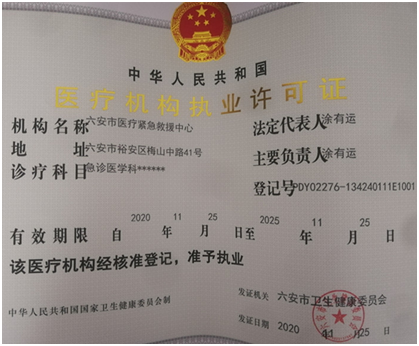 中华人民共和国
医疗机构执业许可证
机构名称 六安市医疗紧急救援中心 法定代表人 涂有运
地 址 六安市裕安区梅山中路41号 主要负责人 涂有运
诊疗科目 急诊医学科******
登记号 PDY02276-134240111E1001
有效期限 自 2020 年 11 月 25 日至 2025 年 11 月 25 日
该医疗机构经核准登记，准予执业
中华人民共和国国家卫生健康委员会制
发证机关 六安市卫生健康委员会
发证日期 2020 年 11 月 25 日